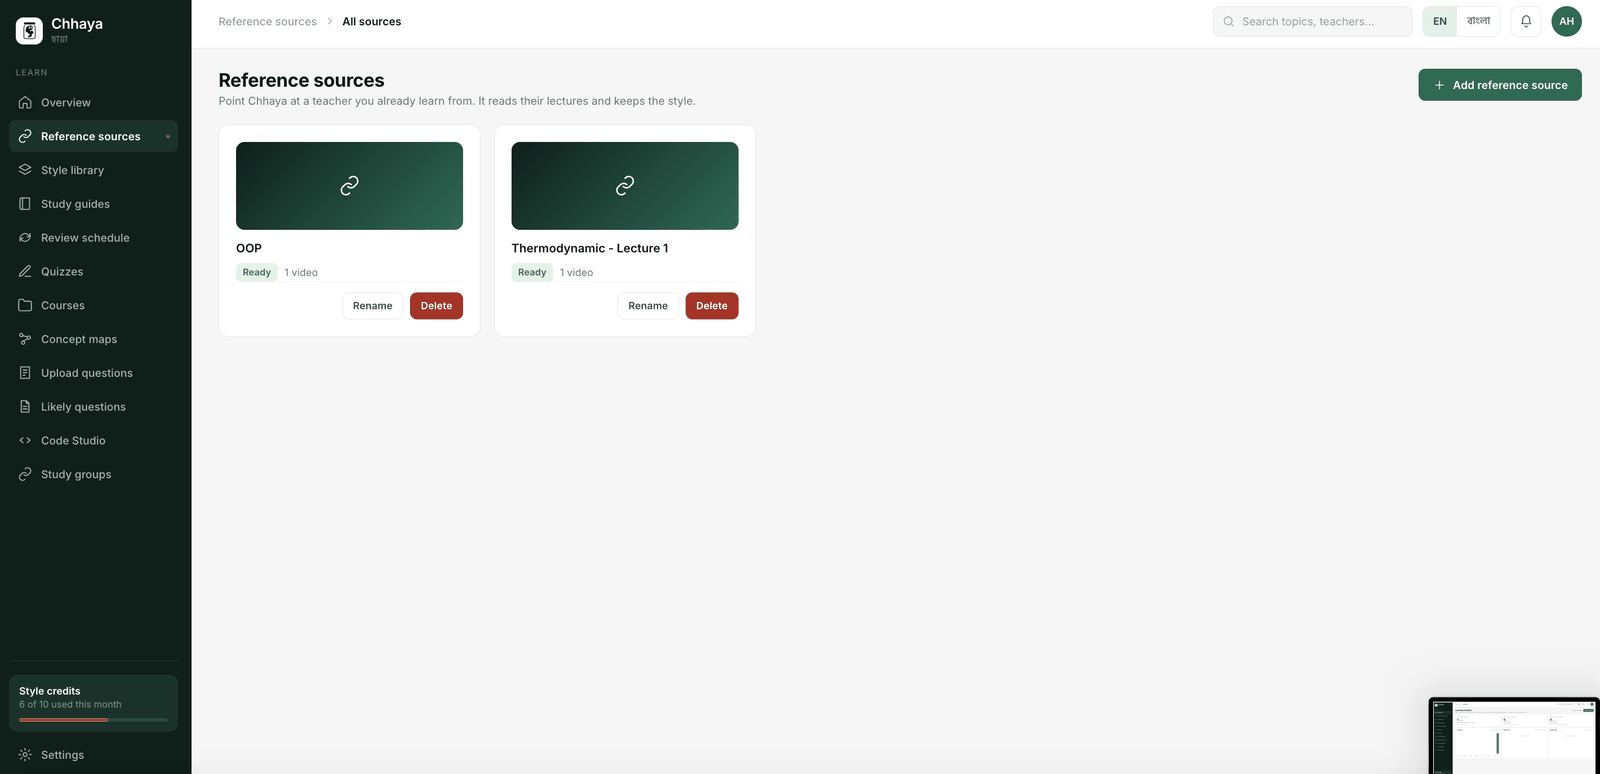 Chhaya
ছায়া
LEARN
Overview
Reference sources
Style library
Study guides
Review schedule
Quizzes
Courses
Concept maps
Upload questions
Likely questions
Code Studio
Study groups
Style credits
6 of 10 used this month
Settings
Reference sources > All sources
Search topics, teachers...
EN বাংলা
AH
Reference sources
Point Chhaya at a teacher you already learn from. It reads their lectures and keeps the style.
+ Add reference source
OOP
Ready 1 video
Rename Delete
Thermodynamic - Lecture 1
Ready 1 video
Rename Delete